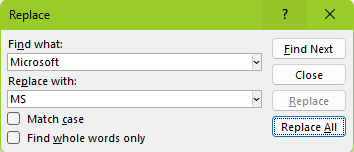 Replace
?
Find what:
Microsoft
Find Next
Close
Replace with:
MS
Replace
Match case
Replace All
Find whole words only